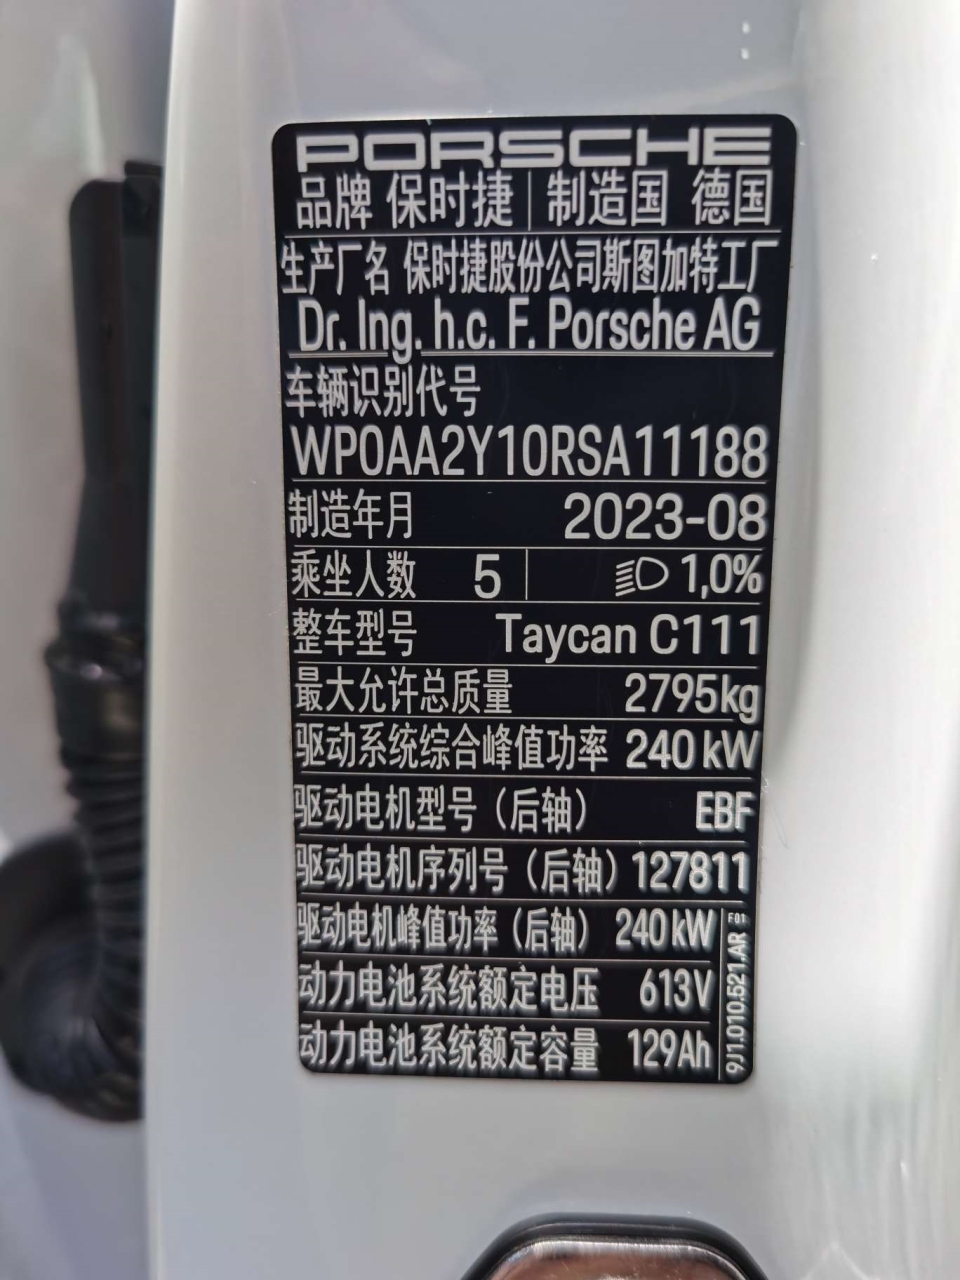 PORSCHE
品牌 保时捷 | 制造国 德国
生产厂名 保时捷股份公司斯图加特工厂
Dr. Ing. h.c. F. Porsche AG
车辆识别代号
WP0AA2Y10RSA11188
制造年月 2023-08
乘坐人数 5 | 1,0%
整车型号 Taycan C111
最大允许总质量 2795kg
驱动系统综合峰值功率 240 kW
驱动电机型号（后轴） EBF
驱动电机序列号（后轴）127811
驱动电机峰值功率（后轴） 240 kW
动力电池系统额定电压 613V
动力电池系统额定容量 129Ah
9J1.010.521.AR F01